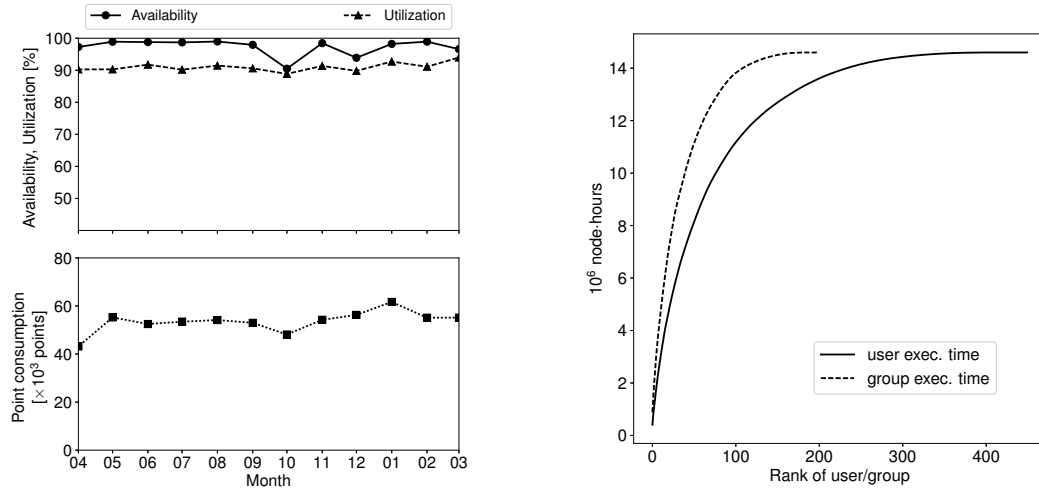 Availability
Utilization
100
90
80
70
60
50
Availability, Utilization [%]
80
60
40
20
0
Point consumption
[×10³ points]
04 05 06 07 08 09 10 11 12 01 02 03
Month
14
12
10
8
6
4
2
0
10⁶ node·hours
user exec. time
group exec. time
0 100 200 300 400
Rank of user/group